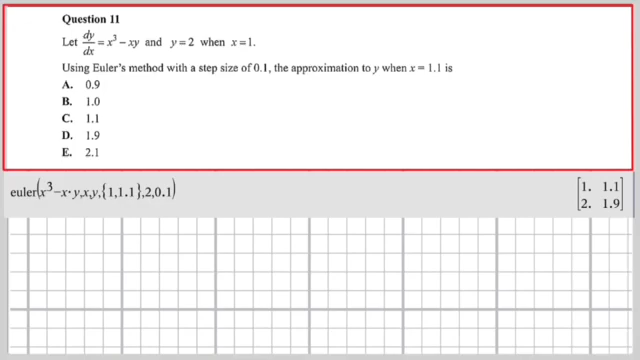 Question 11
Let dy/dx = x³ − xy and y = 2 when x = 1.
Using Euler's method with a step size of 0.1, the approximation to y when x = 1.1 is
A. 0.9
B. 1.0
C. 1.1
D. 1.9
E. 2.1
euler(x³−x·y,x,y,{1,1.1},2,0.1) [1. 1.1
2. 1.9]